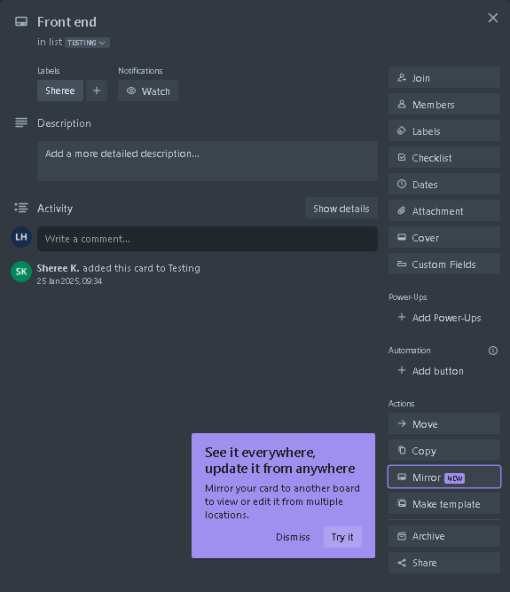 Front end
in list TESTING
Labels
Notifications
Sheree
+
Watch
Description
Add a more detailed description...
Activity
Show details
LH
Write a comment...
SK
Sheree K. added this card to Testing
25 Jan 2025, 09:34
Join
Members
Labels
Checklist
Dates
Attachment
Cover
Custom Fields
Power-Ups
+ Add Power-Ups
Automation
+ Add button
Actions
Move
Copy
Mirror NEW
Make template
Archive
Share
See it everywhere,
update it from anywhere
Mirror your card to another board
to view or edit it from multiple
locations.
Dismiss
Try it